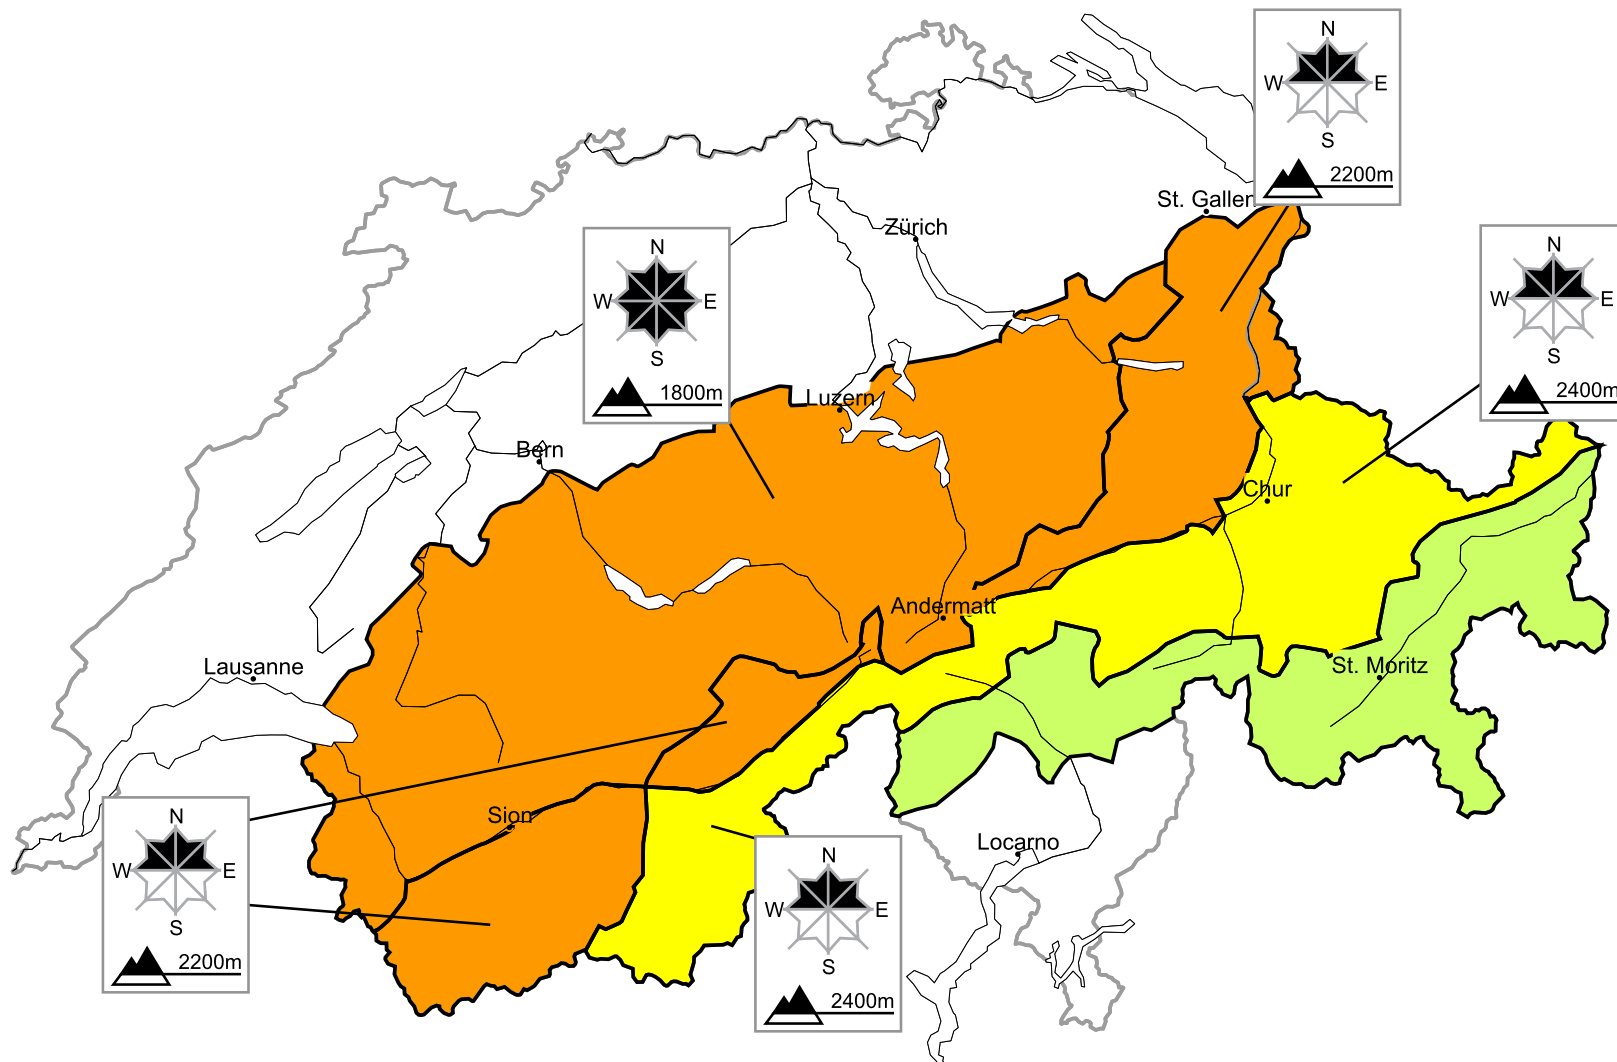 N
W E
S
2200m
St. Gallen
Zürich
N
W E
S
1800m
N
W E
S
2400m
Luzern
Bern
Chur
Andermatt
Lausanne
St. Moritz
Sion
N
W E
S
2200m
Locarno
N
W E
S
2400m